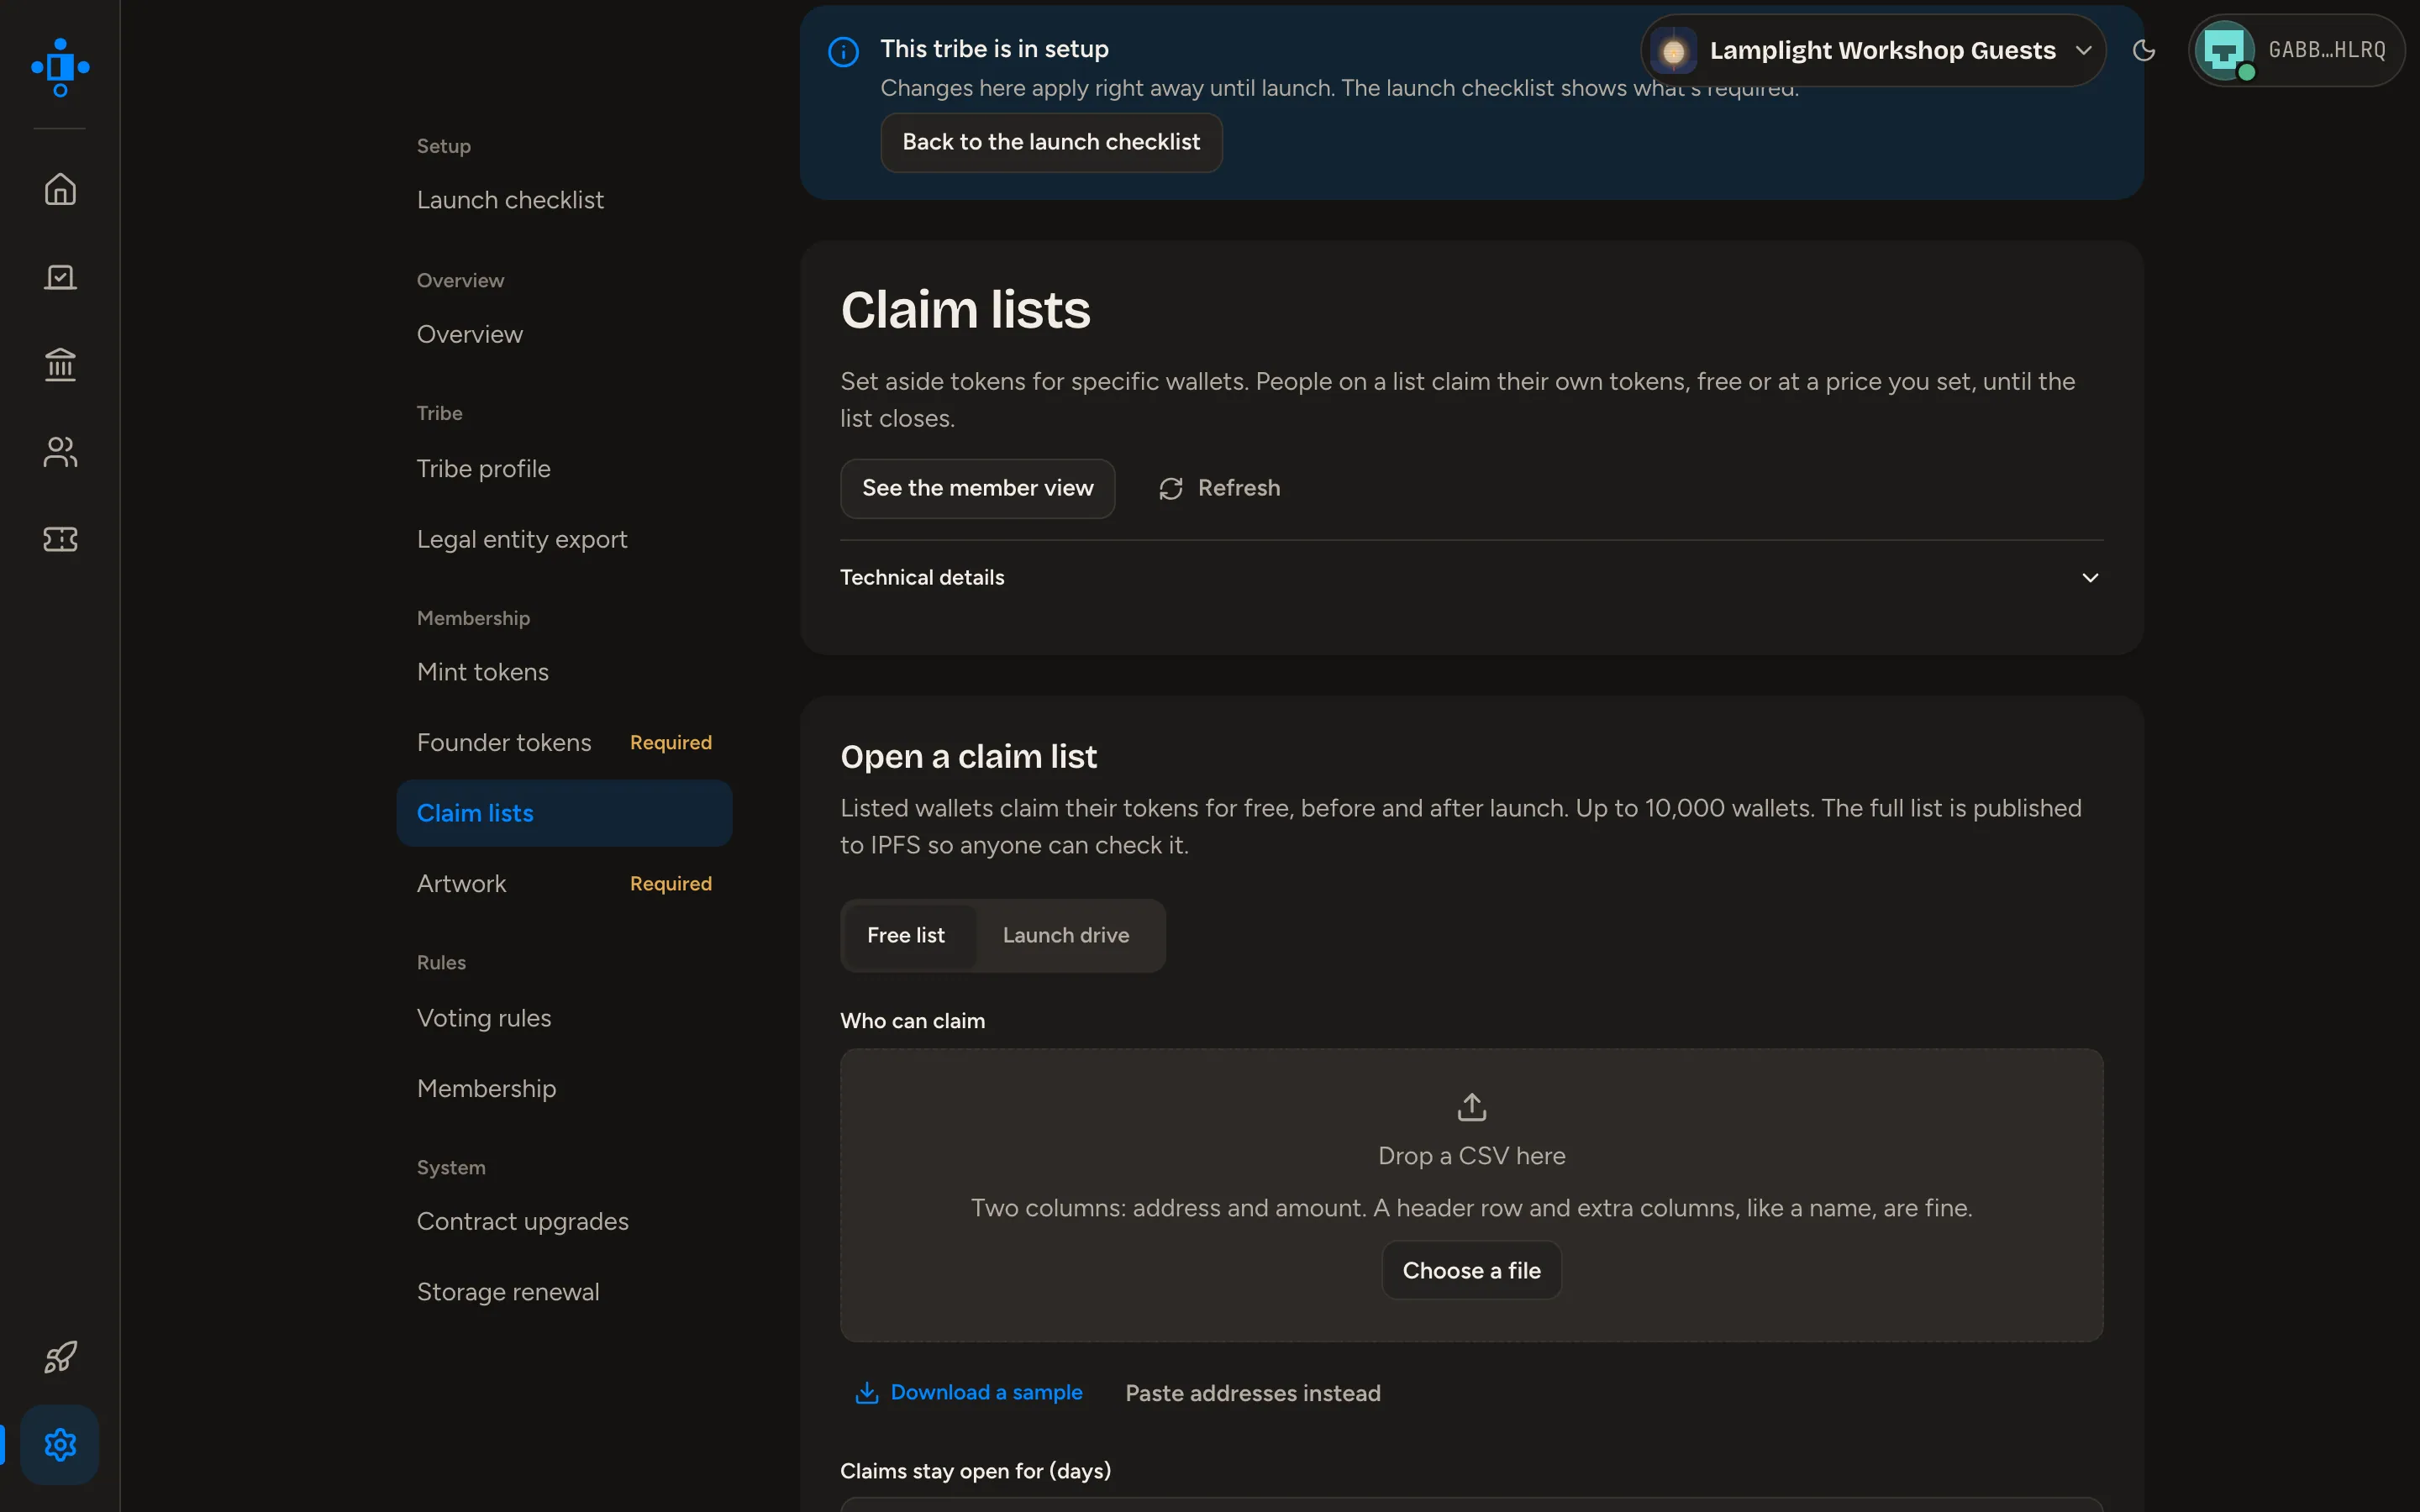 This tribe is in setup
Changes here apply right away until launch. The launch checklist shows what's required.
Back to the launch checklist
Lamplight Workshop Guests
GABB...HLRQ
Setup
Launch checklist
Overview
Overview
Tribe
Tribe profile
Legal entity export
Membership
Mint tokens
Founder tokens Required
Claim lists
Artwork Required
Rules
Voting rules
Membership
System
Contract upgrades
Storage renewal
Claim lists
Set aside tokens for specific wallets. People on a list claim their own tokens, free or at a price you set, until the
list closes.
See the member view
Refresh
Technical details
Open a claim list
Listed wallets claim their tokens for free, before and after launch. Up to 10,000 wallets. The full list is published
to IPFS so anyone can check it.
Free list
Launch drive
Who can claim
Drop a CSV here
Two columns: address and amount. A header row and extra columns, like a name, are fine.
Choose a file
Download a sample
Paste addresses instead
Claims stay open for (days)